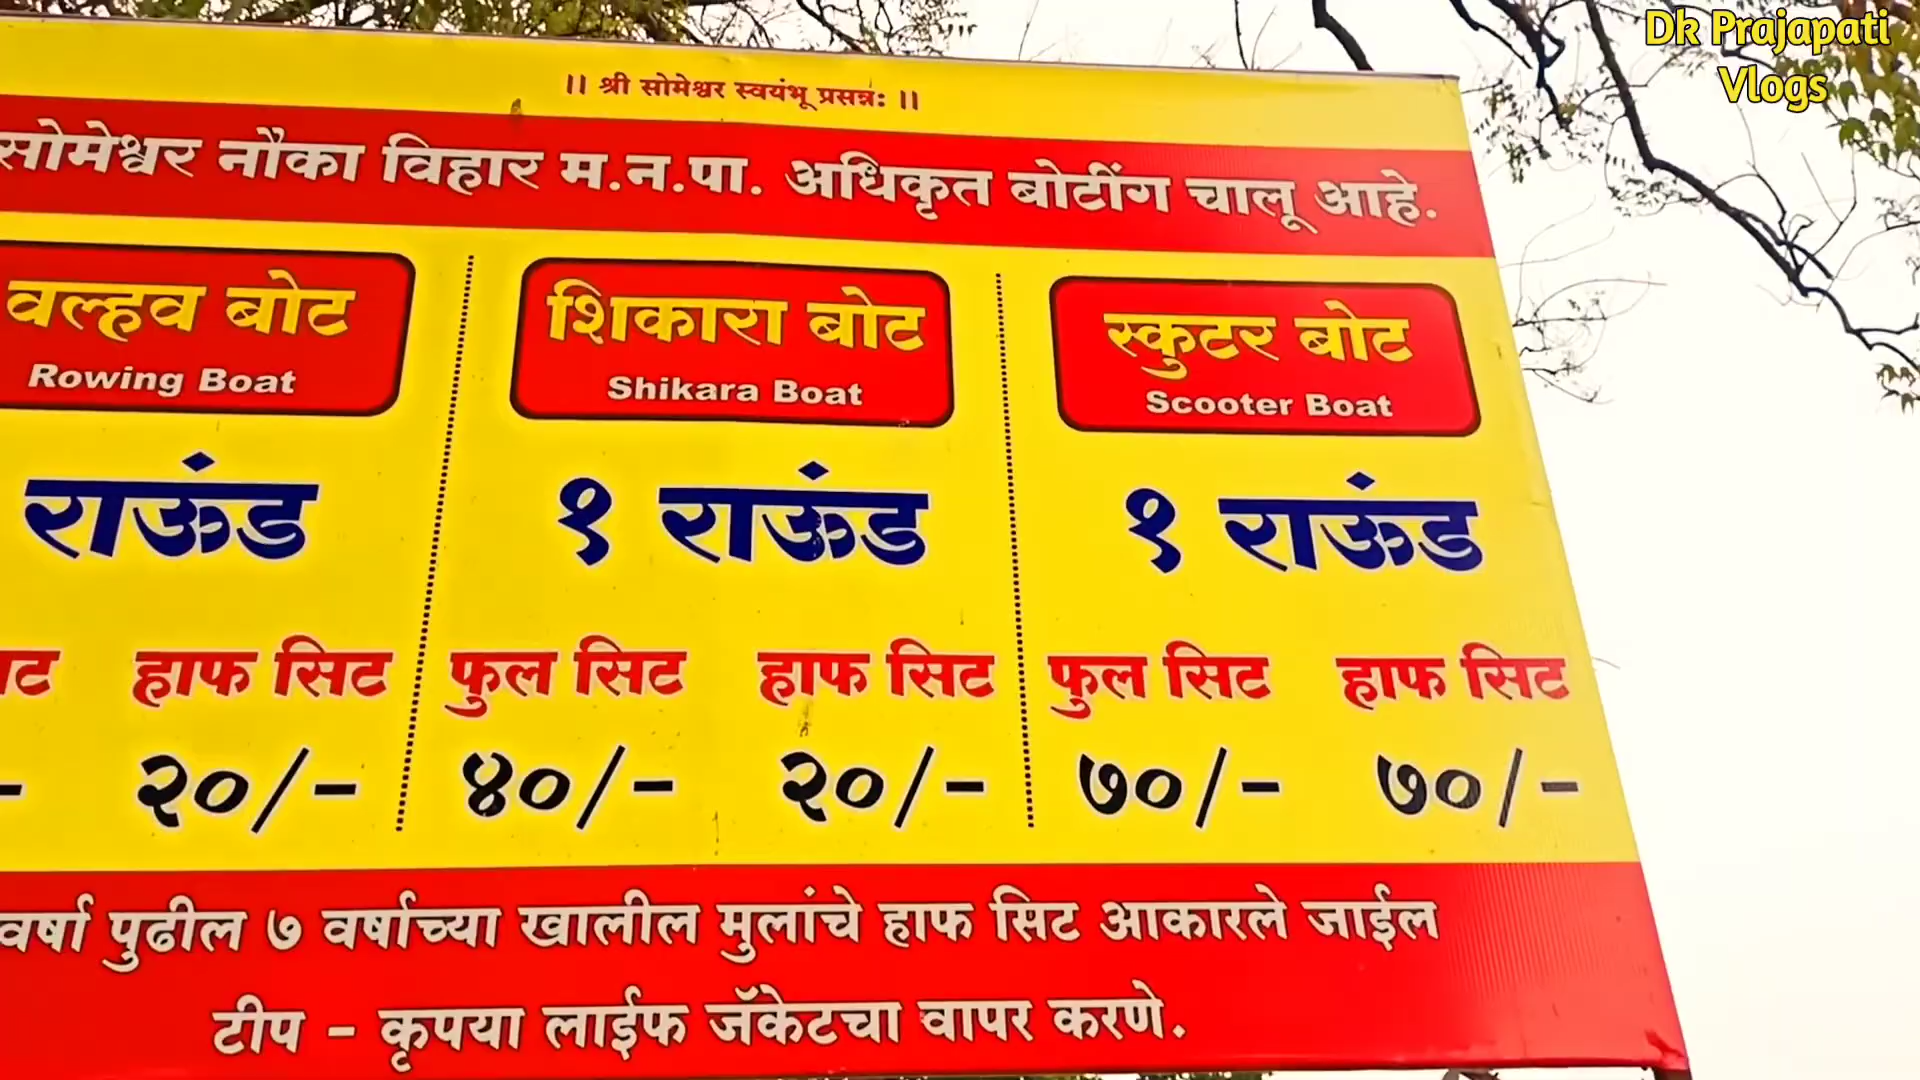 Dk Prajapati
Vlogs
|| श्री सोमेश्वर स्वयंभू प्रसन्नः ||
सोमेश्वर नौका विहार म.न.पा. अधिकृत बोटींग चालू आहे.
वल्हव बोट
Rowing Boat
शिकारा बोट
Shikara Boat
स्कुटर बोट
Scooter Boat
राऊंड
१ राऊंड
१ राऊंड
हाफ सिट फुल सिट हाफ सिट फुल सिट हाफ सिट
२०/- ४०/- २०/- ७०/- ७०/-
वर्षा पुढील ७ वर्षाच्या खालील मुलांचे हाफ सिट आकारले जाईल
टीप - कृपया लाईफ जॅकेटचा वापर करणे.